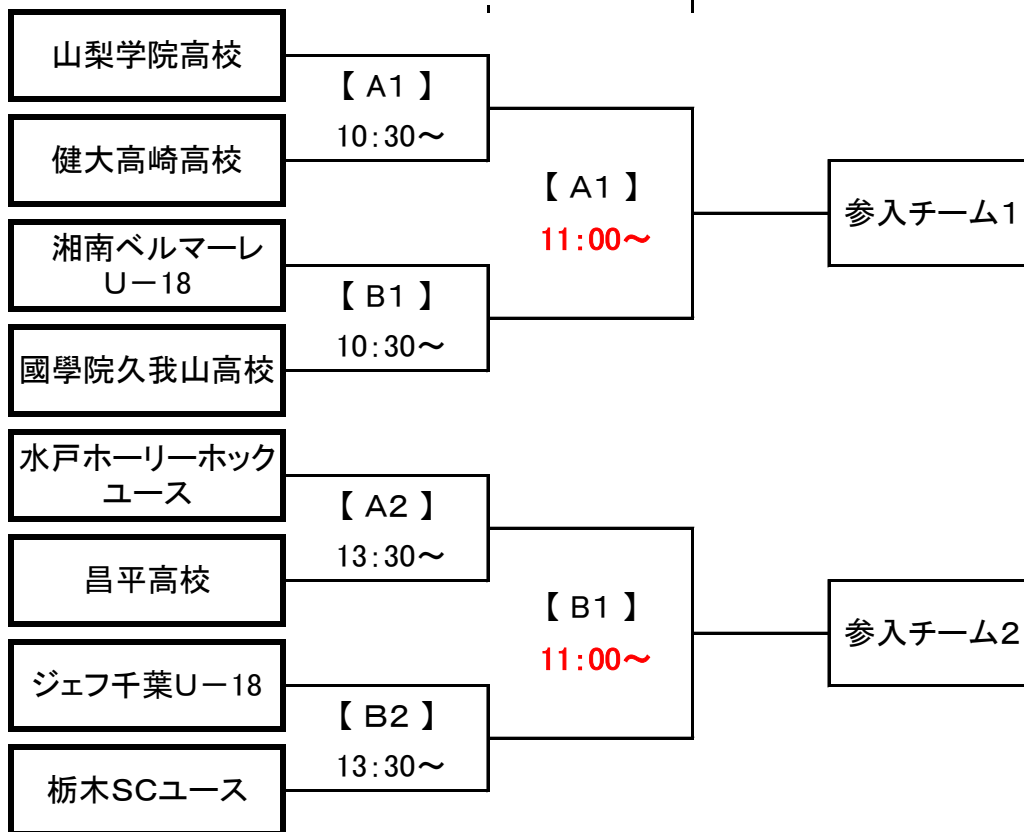 山梨学院高校
【 A1 】
10:30～
健大高崎高校
【 A1 】
11:00～
参入チーム1
湘南ベルマーレ
U－18
【 B1 】
10:30～
國學院久我山高校
水戸ホーリーホック
ユース
【 A2 】
13:30～
昌平高校
【 B1 】
11:00～
参入チーム2
ジェフ千葉U－18
【 B2 】
13:30～
栃木SCユース